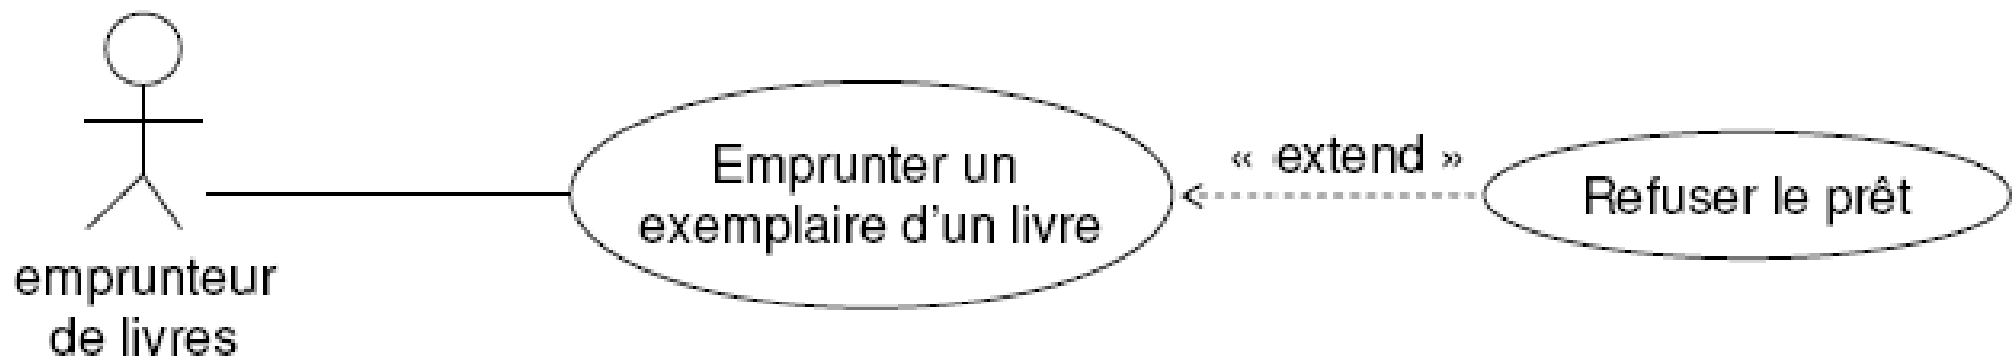 Emprunter un
exemplaire d'un livre
« extend »
Refuser le prêt
emprunteur
de livres